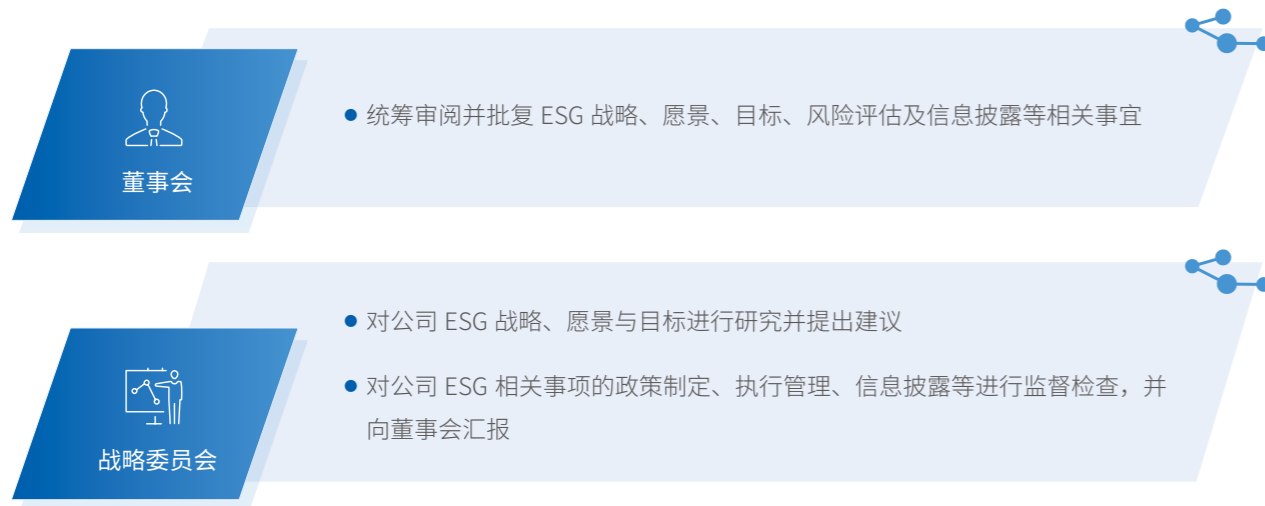 董事会
● 统筹审阅并批复 ESG 战略、愿景、目标、风险评估及信息披露等相关事宜
战略委员会
● 对公司 ESG 战略、愿景与目标进行研究并提出建议
● 对公司 ESG 相关事项的政策制定、执行管理、信息披露等进行监督检查，并
向董事会汇报